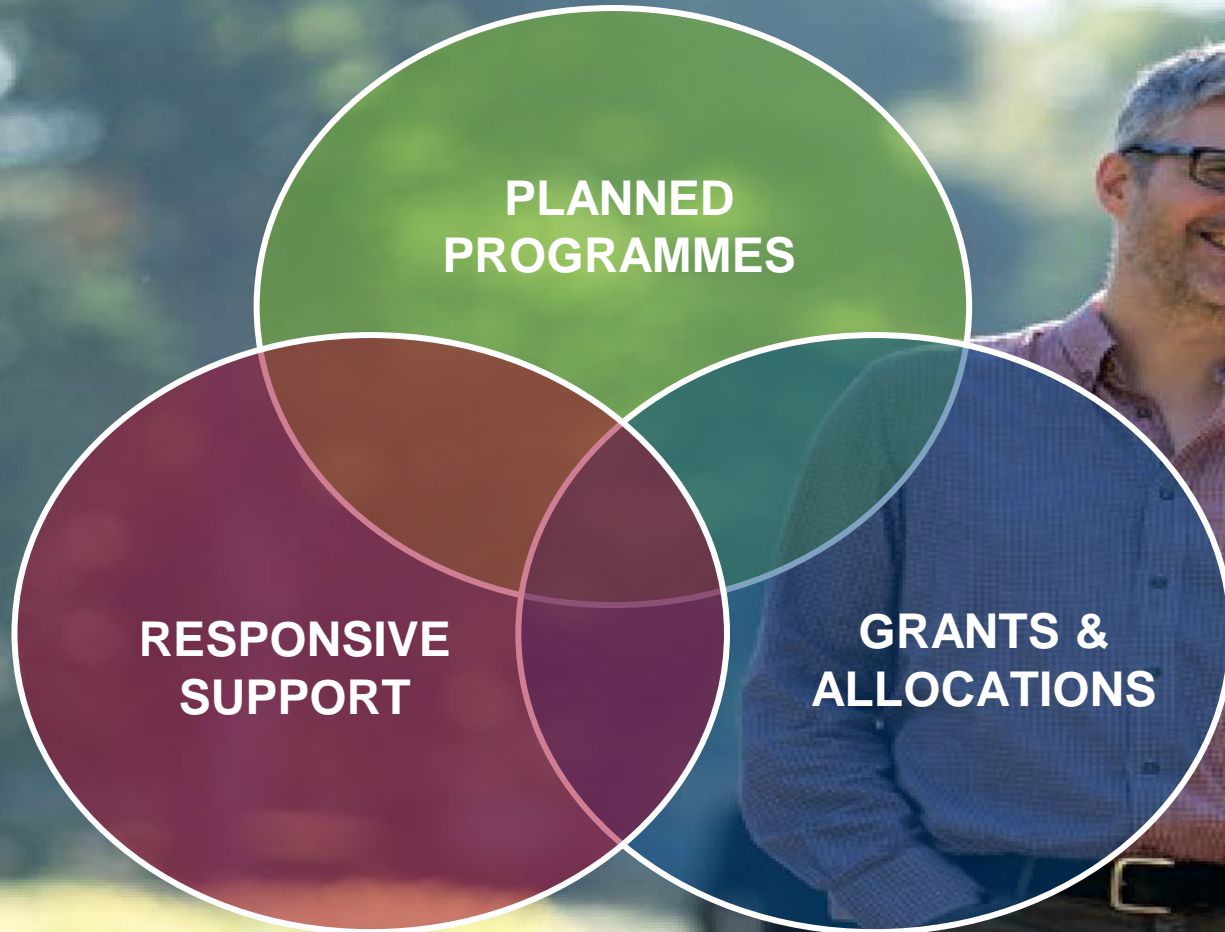 PLANNED
PROGRAMMES
RESPONSIVE
SUPPORT
GRANTS &
ALLOCATIONS